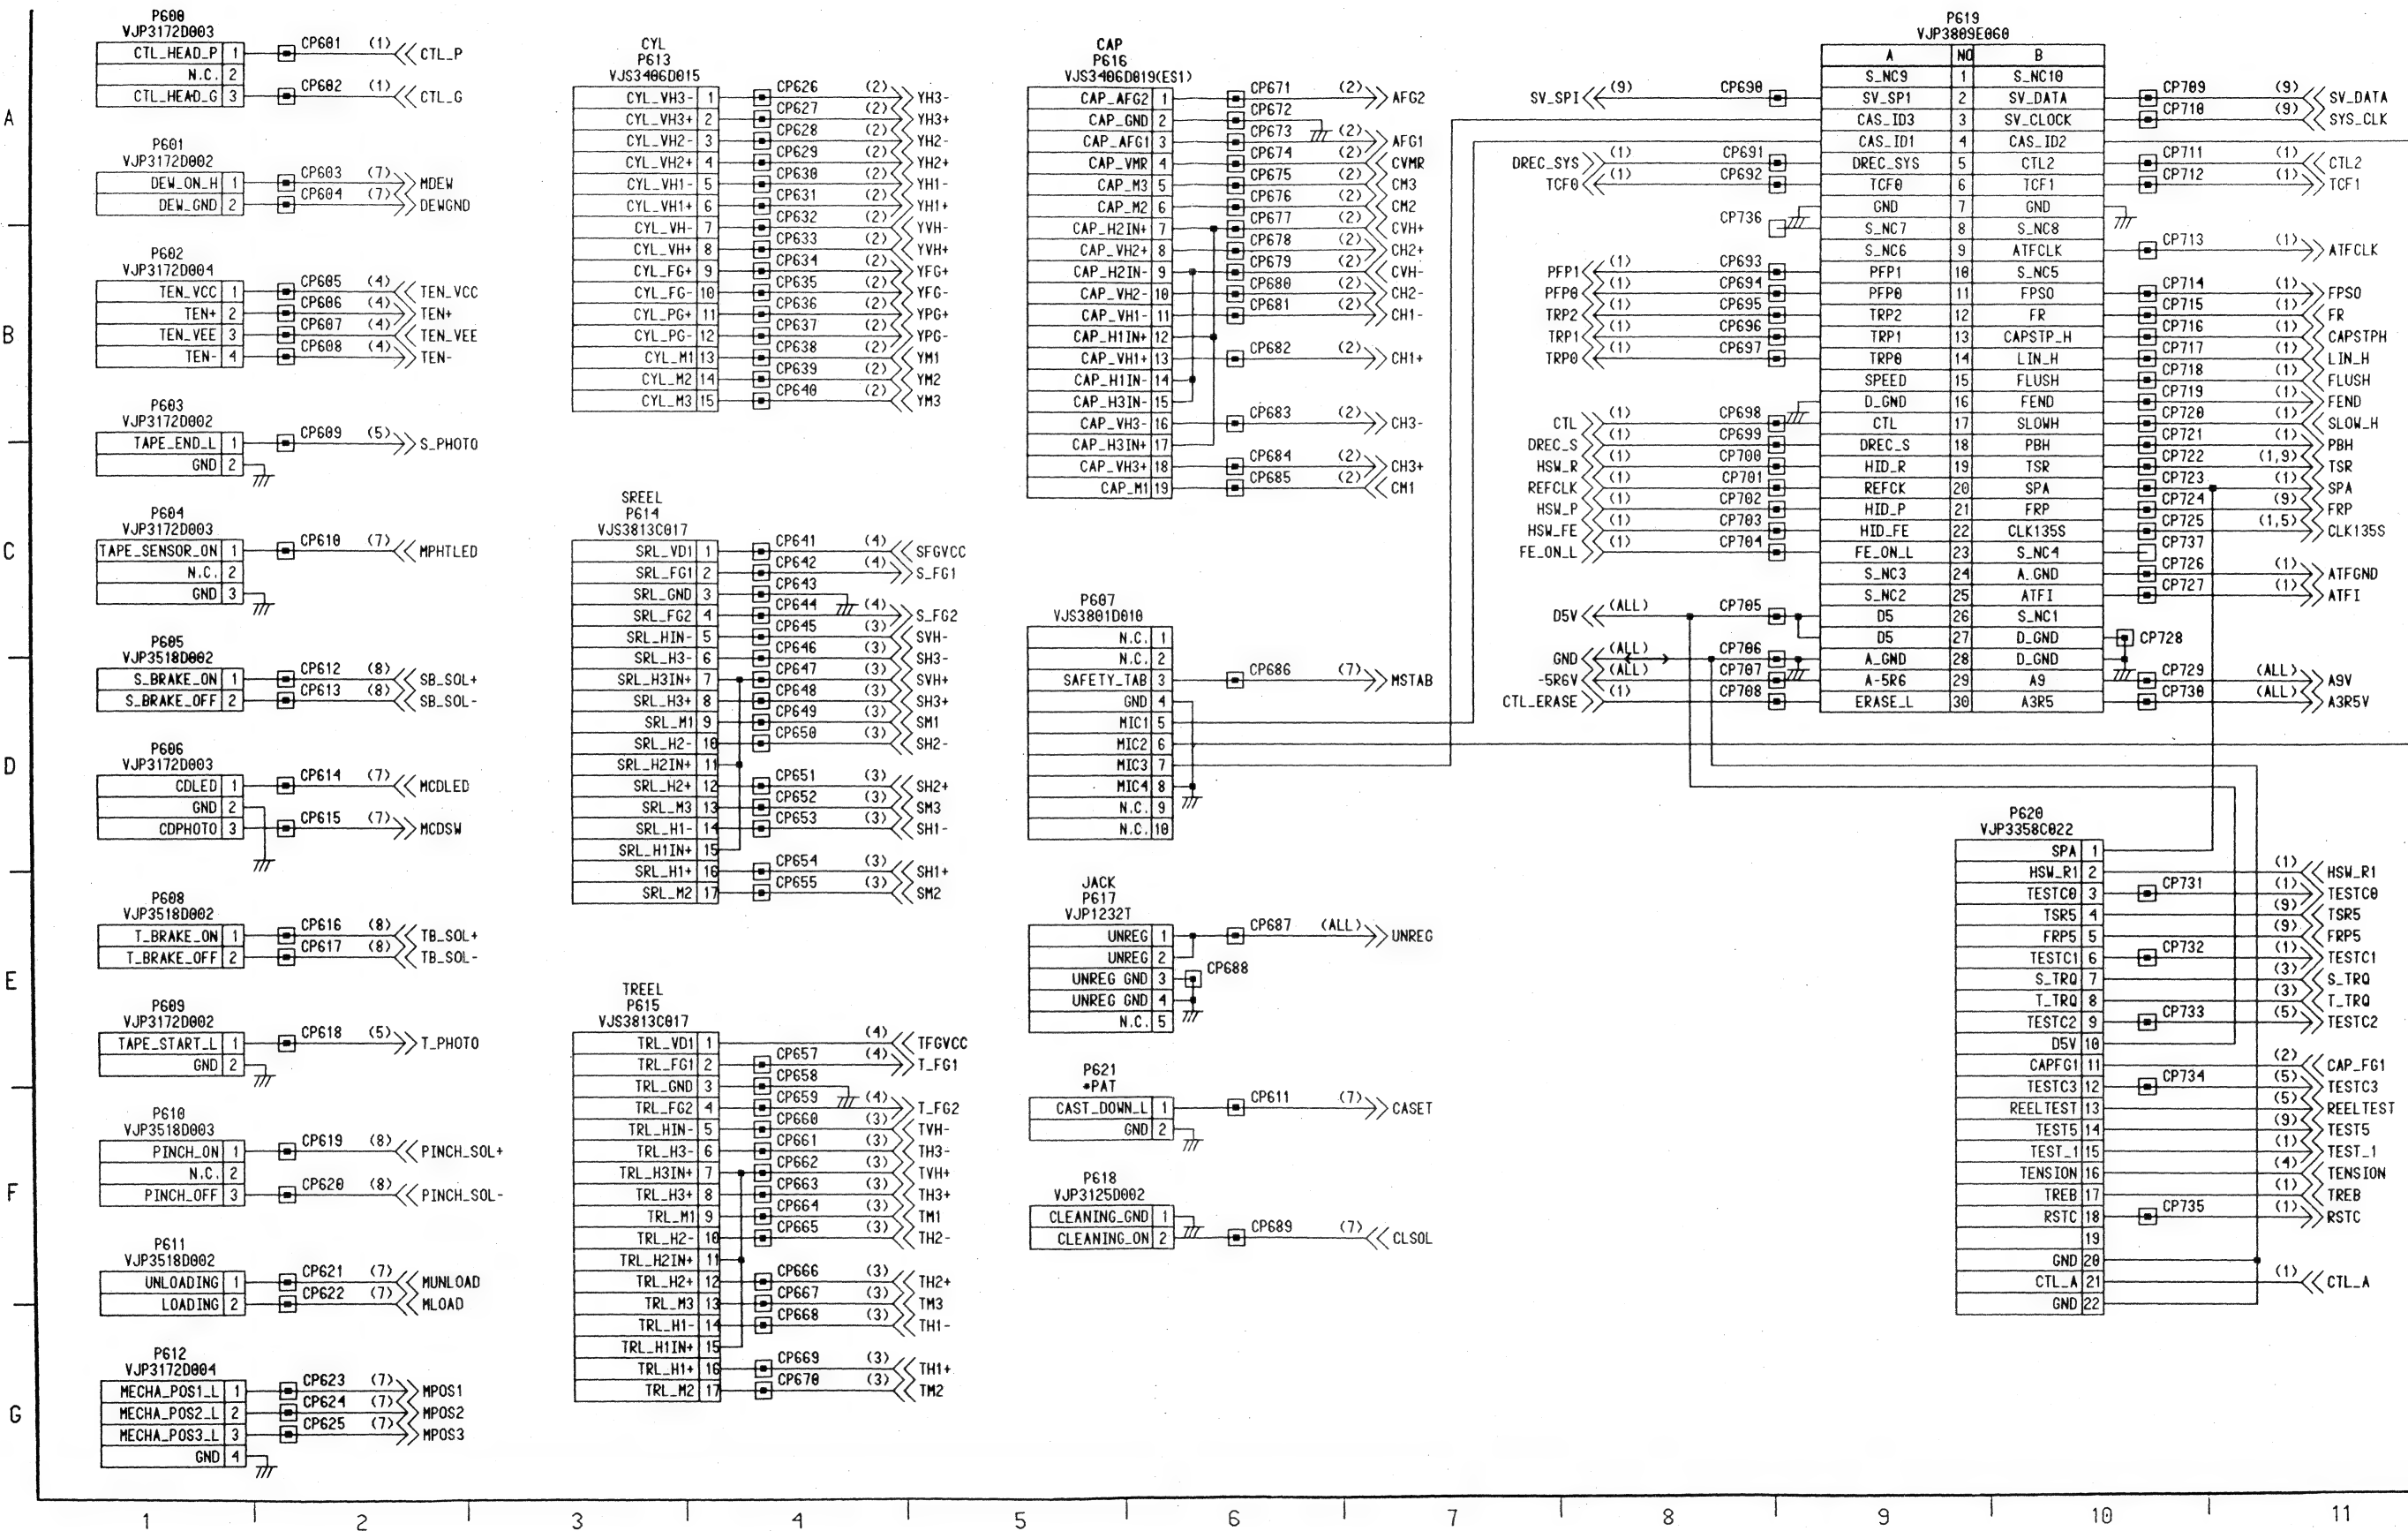 P600
VJP3172D003
CTL_HEAD_P 1 CP601 (1) CTL_P
N.C. 2
CTL_HEAD_G 3 CP602 (1) CTL_G
P601
VJP3172D002
DEW_ON_H 1 CP603 (7) MDEW
DEW_GND 2 CP604 (7) DEWGND
P602
VJP3172D004
TEN_VCC 1 CP605 (4) TEN_VCC
TEN+ 2 CP606 (4) TEN+
TEN_VEE 3 CP607 (4) TEN_VEE
TEN- 4 CP608 (4) TEN-
P603
VJP3172D002
TAPE_END_L 1 CP609 (5) S_PHOTO
GND 2
P604
VJP3172D003
TAPE_SENSOR_ON 1 CP610 (7) MPHTLED
N.C. 2
GND 3
P605
VJP3518D002
S_BRAKE_ON 1 CP612 (8) SB_SOL+
S_BRAKE_OFF 2 CP613 (8) SB_SOL-
P606
VJP3172D003
CDLED 1 CP614 (7) MCDLED
GND 2
CDPHOTO 3 CP615 (7) MCDSW
P608
VJP3518D002
T_BRAKE_ON 1 CP616 (8) TB_SOL+
T_BRAKE_OFF 2 CP617 (8) TB_SOL-
P609
VJP3172D002
TAPE_START_L 1 CP618 (5) T_PHOTO
GND 2
P610
VJP3518D003
PINCH_ON 1 CP619 (8) PINCH_SOL+
N.C. 2
PINCH_OFF 3 CP620 (8) PINCH_SOL-
P611
VJP3518D002
UNLOADING 1 CP621 (7) MUNLOAD
LOADING 2 CP622 (7) MLOAD
P612
VJP3172D004
MECHA_POS1_L 1 CP623 (7) MPOS1
MECHA_POS2_L 2 CP624 (7) MPOS2
MECHA_POS3_L 3 CP625 (7) MPOS3
GND 4
CYL
P613
VJS3406D015
CYL_VH3- 1 CP626 (2) YH3-
CYL_VH3+ 2 CP627 (2) YH3+
CYL_VH2- 3 CP628 (2) YH2-
CYL_VH2+ 4 CP629 (2) YH2+
CYL_VH1- 5 CP630 (2) YH1-
CYL_VH1+ 6 CP631 (2) YH1+
CYL_VH- 7 CP632 (2) YVH-
CYL_VH+ 8 CP633 (2) YVH+
CYL_FG+ 9 CP634 (2) YFG+
CYL_FG- 10 CP635 (2) YFG-
CYL_PG+ 11 CP636 (2) YPG+
CYL_PG- 12 CP637 (2) YPG-
CYL_M1 13 CP638 (2) YM1
CYL_M2 14 CP639 (2) YM2
CYL_M3 15 CP640 (2) YM3
SREEL
P614
VJS3813C017
SRL_VD1 1 CP641 (4) SFGVCC
SRL_FG1 2 CP642 (4) S_FG1
SRL_GND 3 CP643
SRL_FG2 4 CP644 (4) S_FG2
SRL_HIN- 5 CP645 (3) SVH-
SRL_H3- 6 CP646 (3) SH3-
SRL_H3IN+ 7 CP647 (3) SVH+
SRL_H3+ 8 CP648 (3) SH3+
SRL_M1 9 CP649 (3) SM1
SRL_H2- 10 CP650 (3) SH2-
SRL_H2IN+ 11
SRL_H2+ 12 CP651 (3) SH2+
SRL_M3 13 CP652 (3) SM3
SRL_H1- 14 CP653 (3) SH1-
SRL_H1IN+ 15
SRL_H1+ 16 CP654 (3) SH1+
SRL_M2 17 CP655 (3) SM2
TREEL
P615
VJS3813C017
TRL_VD1 1 (4) TFGVCC
TRL_FG1 2 CP657 (4) T_FG1
TRL_GND 3 CP658
TRL_FG2 4 CP659 (4) T_FG2
TRL_HIN- 5 CP660 (3) TVH-
TRL_H3- 6 CP661 (3) TH3-
TRL_H3IN+ 7 CP662 (3) TVH+
TRL_H3+ 8 CP663 (3) TH3+
TRL_M1 9 CP664 (3) TM1
TRL_H2- 10 CP665 (3) TH2-
TRL_H2IN+ 11
TRL_H2+ 12 CP666 (3) TH2+
TRL_M3 13 CP667 (3) TM3
TRL_H1- 14 CP668 (3) TH1-
TRL_H1IN+ 15
TRL_H1+ 16 CP669 (3) TH1+
TRL_M2 17 CP670 (3) TM2
CAP
P616
VJS3406D019(ES1)
CAP_AFG2 1 CP671 (2) AFG2
CAP_GND 2 CP672
CAP_AFG1 3 CP673 (2) AFG1
CAP_VMR 4 CP674 (2) CVMR
CAP_M3 5 CP675 (2) CM3
CAP_M2 6 CP676 (2) CM2
CAP_H2IN+ 7 CP677 (2) CVH+
CAP_VH2+ 8 CP678 (2) CH2+
CAP_H2IN- 9 CP679 (2) CVH-
CAP_VH2- 10 CP680 (2) CH2-
CAP_VH1- 11 CP681 (2) CH1-
CAP_H1IN+ 12
CAP_VH1+ 13 CP682 (2) CH1+
CAP_H1IN- 14
CAP_H3IN- 15
CAP_VH3- 16 CP683 (2) CH3-
CAP_H3IN+ 17
CAP_VH3+ 18 CP684 (2) CH3+
CAP_M1 19 CP685 (2) CM1
P607
VJS3801D010
N.C. 1
N.C. 2
SAFETY_TAB 3 CP686 (7) MSTAB
GND 4
MIC1 5
MIC2 6
MIC3 7
MIC4 8
N.C. 9
N.C. 10
JACK
P617
VJP1232T
UNREG 1 CP687 (ALL) UNREG
UNREG 2
UNREG GND 3 CP688
UNREG GND 4
N.C. 5
P621
*PAT
CAST_DOWN_L 1 CP611 (7) CASET
GND 2
P618
VJP3125D002
CLEANING_GND 1
CLEANING_ON 2 CP689 (7) CLSOL
P619
VJP3809E060
A NO B
S_NC9 1 S_NC10
SV_SPI (9) CP690 SV_SP1 2 SV_DATA CP709 (9) SV_DATA
CAS_ID3 3 SV_CLOCK CP710 (9) SYS_CLK
CAS_ID1 4 CAS_ID2
DREC_SYS (1) CP691 DREC_SYS 5 CTL2 CP711 (1) CTL2
TCF0 (1) CP692 TCF0 6 TCF1 CP712 (1) TCF1
GND 7 GND
CP736 S_NC7 8 S_NC8
S_NC6 9 ATFCLK CP713 (1) ATFCLK
PFP1 (1) CP693 PFP1 10 S_NC5
PFP0 (1) CP694 PFP0 11 FPSO CP714 (1) FPSO
TRP2 (1) CP695 TRP2 12 FR CP715 (1) FR
TRP1 (1) CP696 TRP1 13 CAPSTP_H CP716 (1) CAPSTPH
TRP0 (1) CP697 TRP0 14 LIN_H CP717 (1) LIN_H
SPEED 15 FLUSH CP718 (1) FLUSH
D_GND 16 FEND CP719 (1) FEND
CTL (1) CP698 CTL 17 SLOWH CP720 (1) SLOW_H
DREC_S (1) CP699 DREC_S 18 PBH CP721 (1) PBH
HSW_R (1) CP700 HID_R 19 TSR CP722 (1,9) TSR
REFCLK (1) CP701 REFCK 20 SPA CP723 (1) SPA
HSW_P (1) CP702 HID_P 21 FRP CP724 (9) FRP
HSW_FE (1) CP703 HID_FE 22 CLK135S CP725 (1,5) CLK135S
FE_ON_L (1) CP704 FE_ON_L 23 S_NC4 CP737
S_NC3 24 A.GND CP726 (1) ATFGND
S_NC2 25 ATFI CP727 (1) ATFI
D5V (ALL) CP705 D5 26 S_NC1
D5 27 D_GND CP728
GND (ALL) CP706 A_GND 28 D_GND
-5R6V (ALL) CP707 A-5R6 29 A9 CP729 (ALL) A9V
CTL_ERASE (1) CP708 ERASE_L 30 A3R5 CP730 (ALL) A3R5V
P620
VJP3358C022
SPA 1
HSW_R1 2 (1) HSW_R1
TESTC0 3 CP731 (1) TESTC0
TSR5 4 (9) TSR5
FRP5 5 (9) FRP5
TESTC1 6 CP732 (1) TESTC1
S_TRQ 7 (3) S_TRQ
T_TRQ 8 (3) T_TRQ
TESTC2 9 CP733 (5) TESTC2
D5V 10
CAPFG1 11 (2) CAP_FG1
TESTC3 12 CP734 (5) TESTC3
REELTEST 13 (5) REELTEST
TEST5 14 (9) TEST5
TEST_1 15 (1) TEST_1
TENSION 16 (4) TENSION
TREB 17 (1) TREB
RSTC 18 CP735 (1) RSTC
19
GND 20
CTL_A 21 (1) CTL_A
GND 22
A
B
C
D
E
F
G
1 2 3 4 5 6 7 8 9 10 11